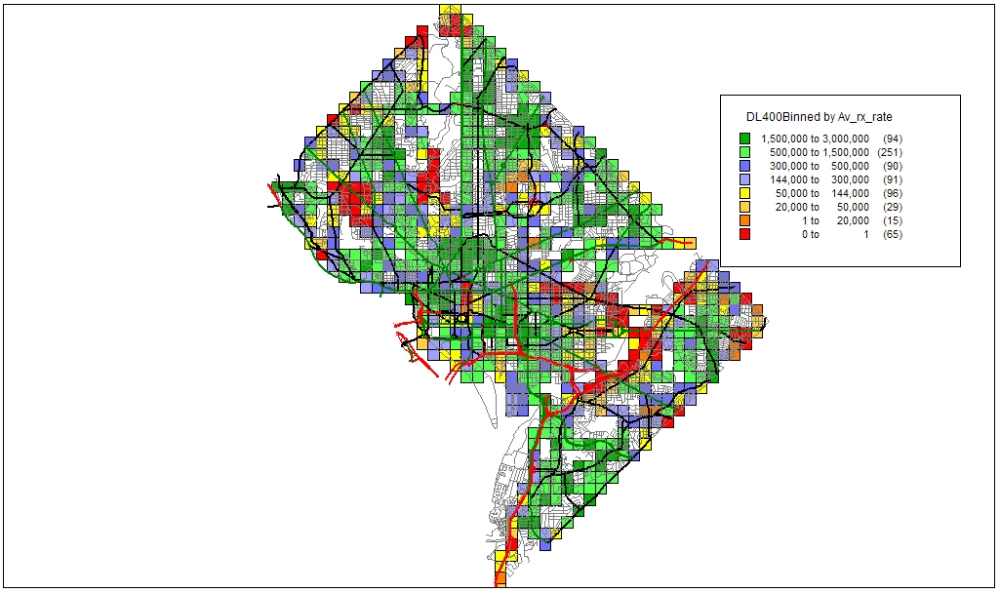 DL400Binned by Av_rx_rate
1,500,000 to 3,000,000 (94)
500,000 to 1,500,000 (251)
300,000 to 500,000 (90)
144,000 to 300,000 (91)
50,000 to 144,000 (96)
20,000 to 50,000 (29)
1 to 20,000 (15)
0 to 1 (65)